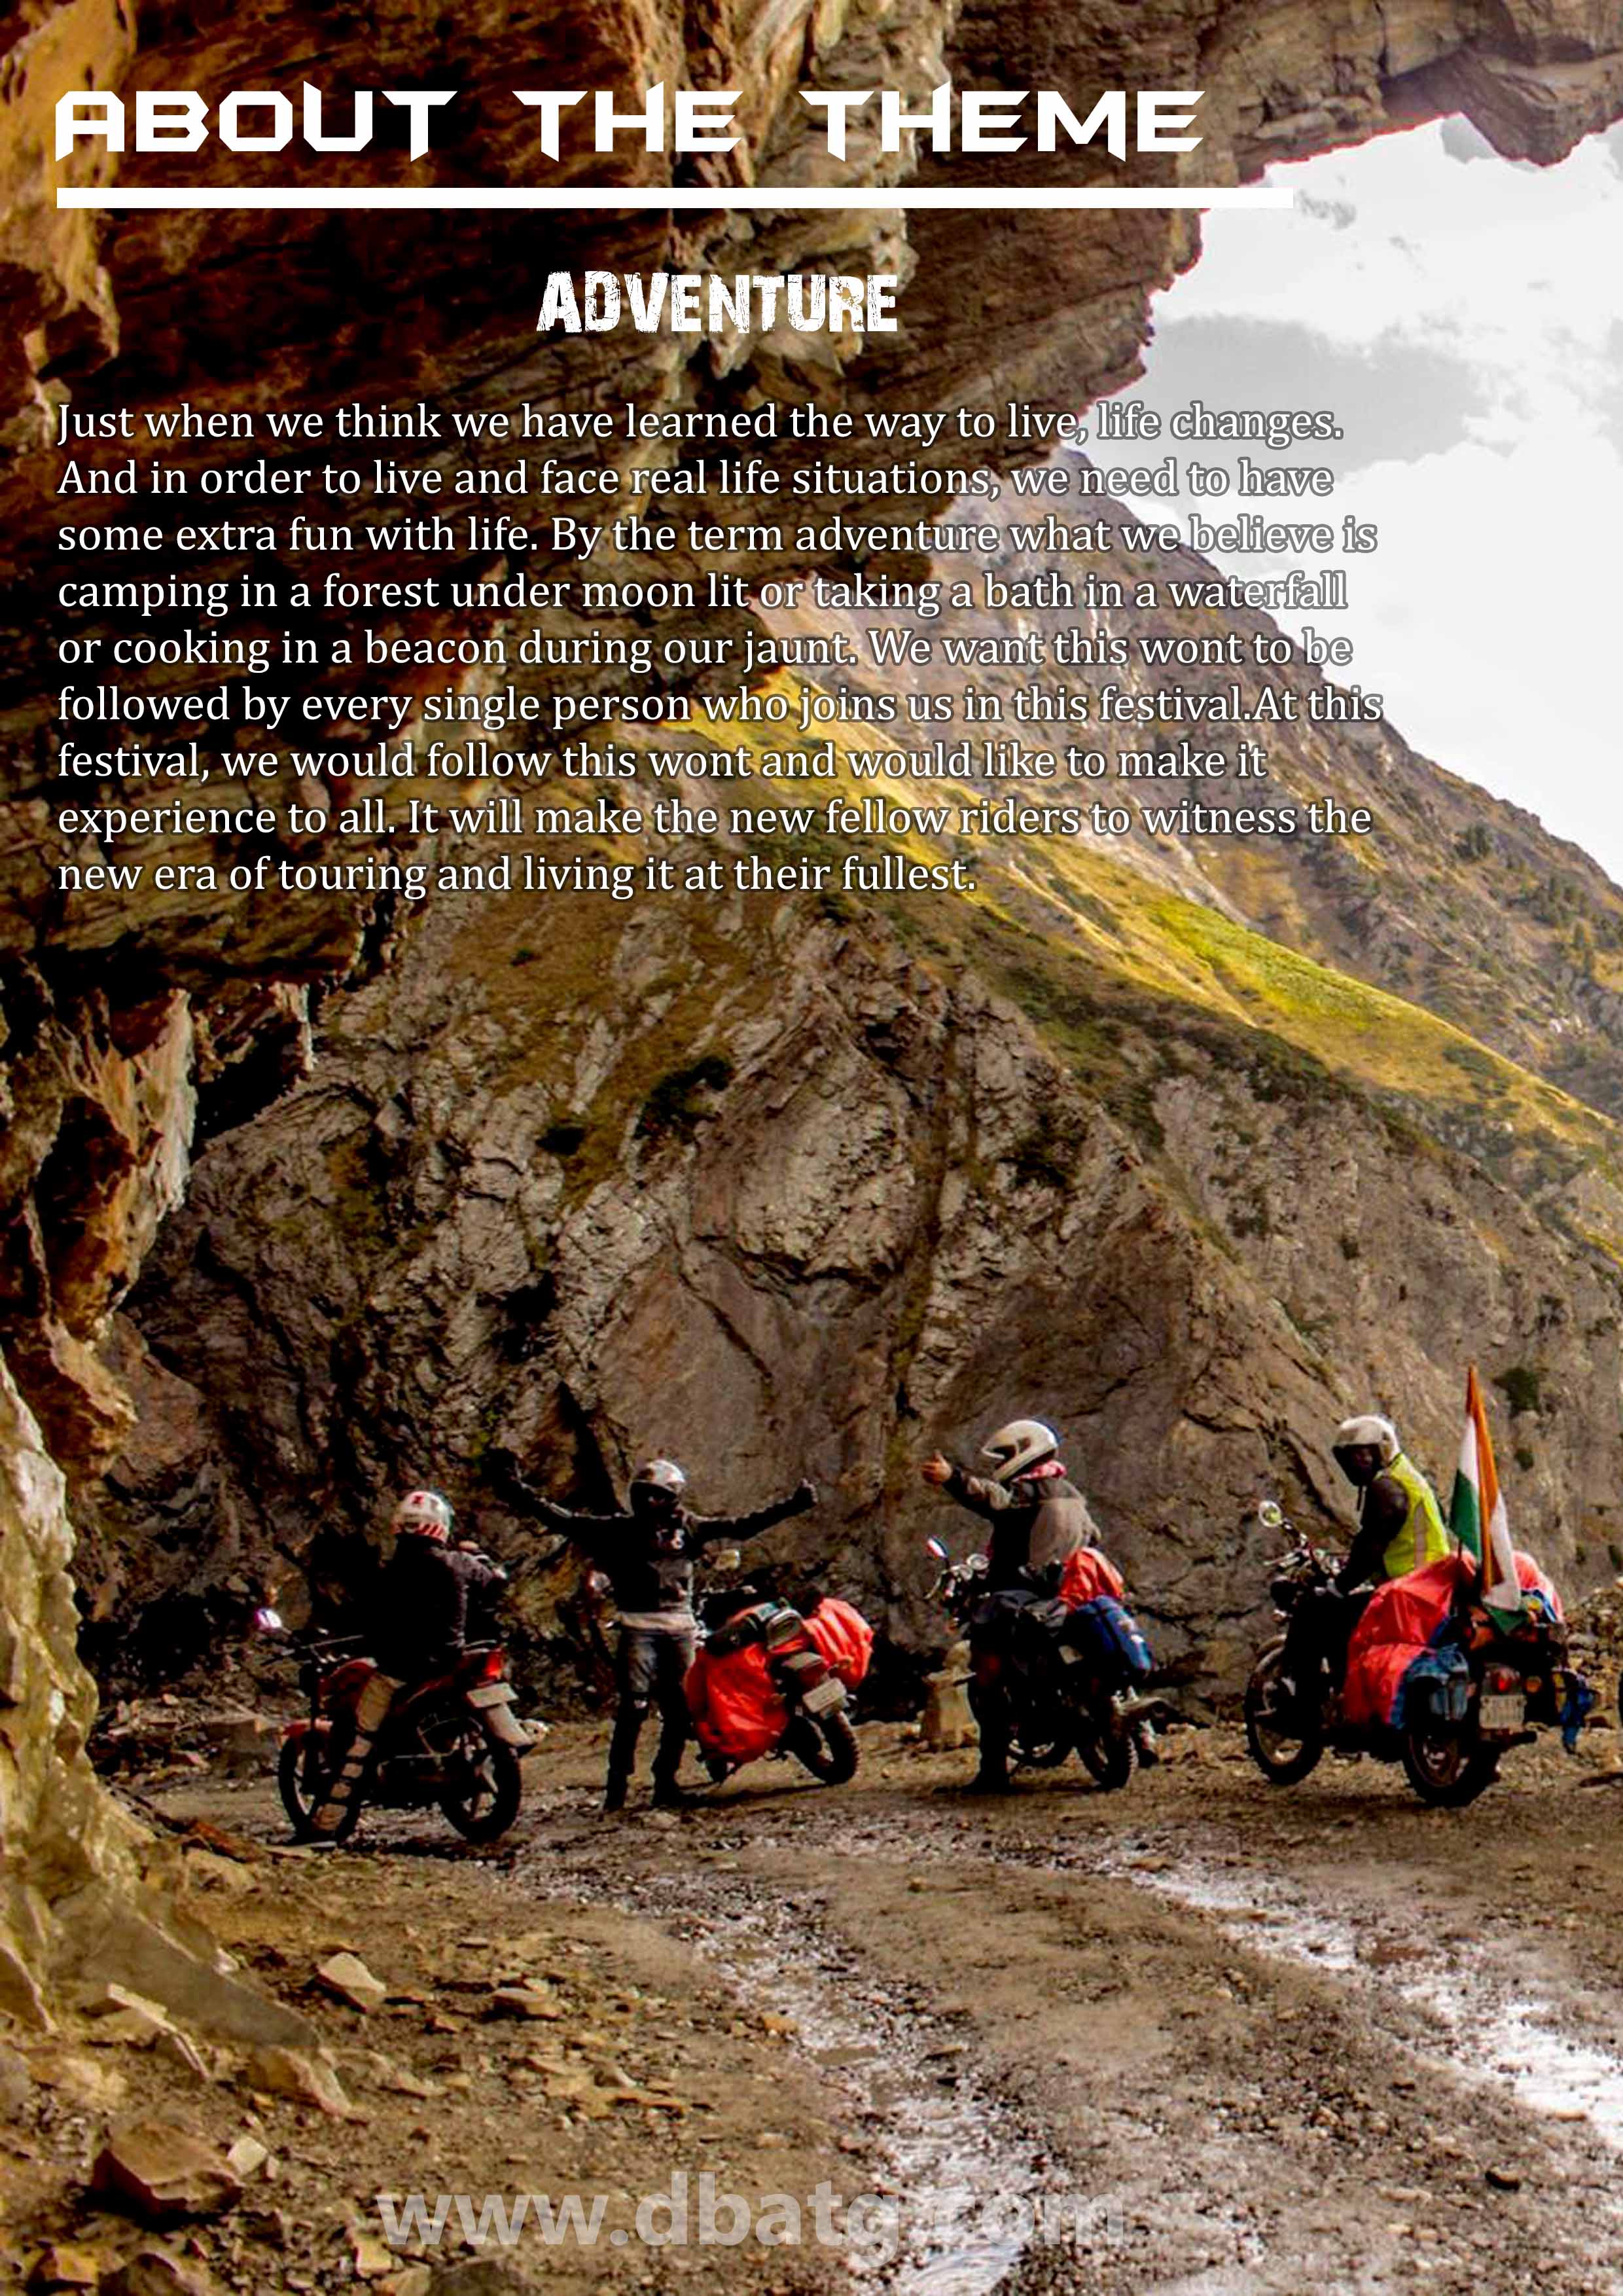 ABOUT THE THEME
ADVENTURE
Just when we think we have learned the way to live, life changes.
And in order to live and face real life situations, we need to have
some extra fun with life. By the term adventure what we believe is
camping in a forest under moon lit or taking a bath in a waterfall
or cooking in a beacon during our jaunt. We want this wont to be
followed by every single person who joins us in this festival.At this
festival, we would follow this wont and would like to make it
experience to all. It will make the new fellow riders to witness the
new era of touring and living it at their fullest.
www.dbatg.com